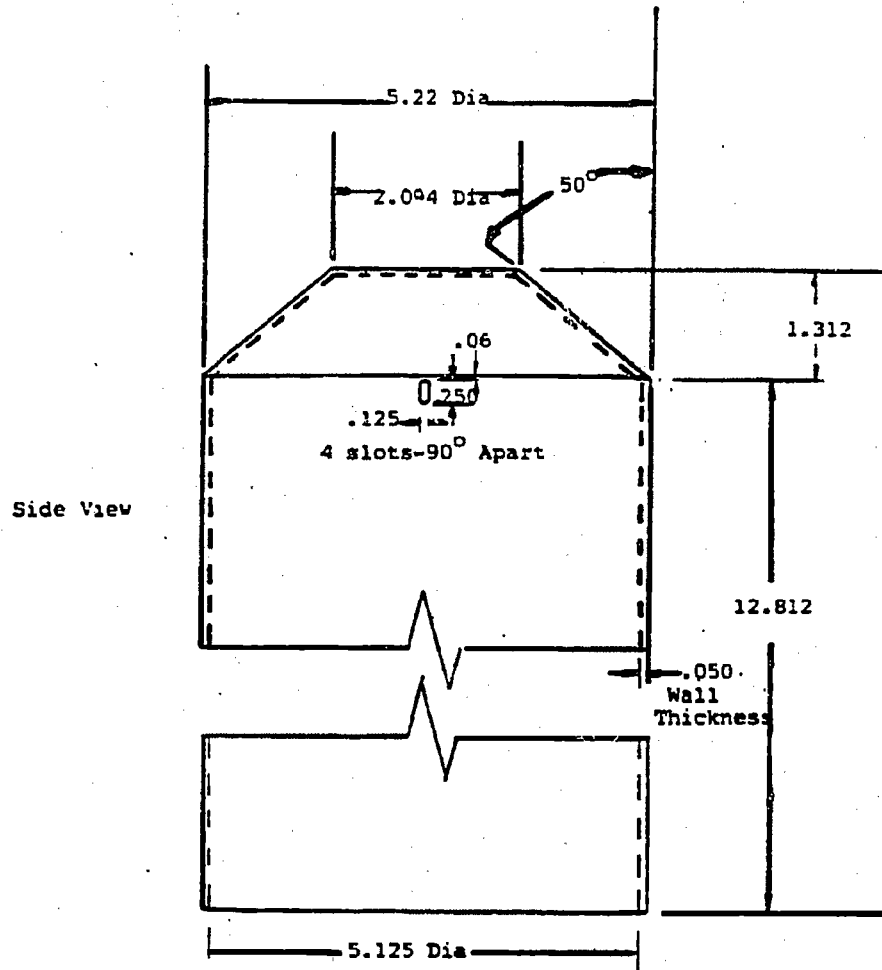 5.22 Dia
2.094 Dia
50°
1.312
.06
.250
.125
4 slots-90° Apart
Side View
12.812
.050
Wall
Thickness
5.125 Dia